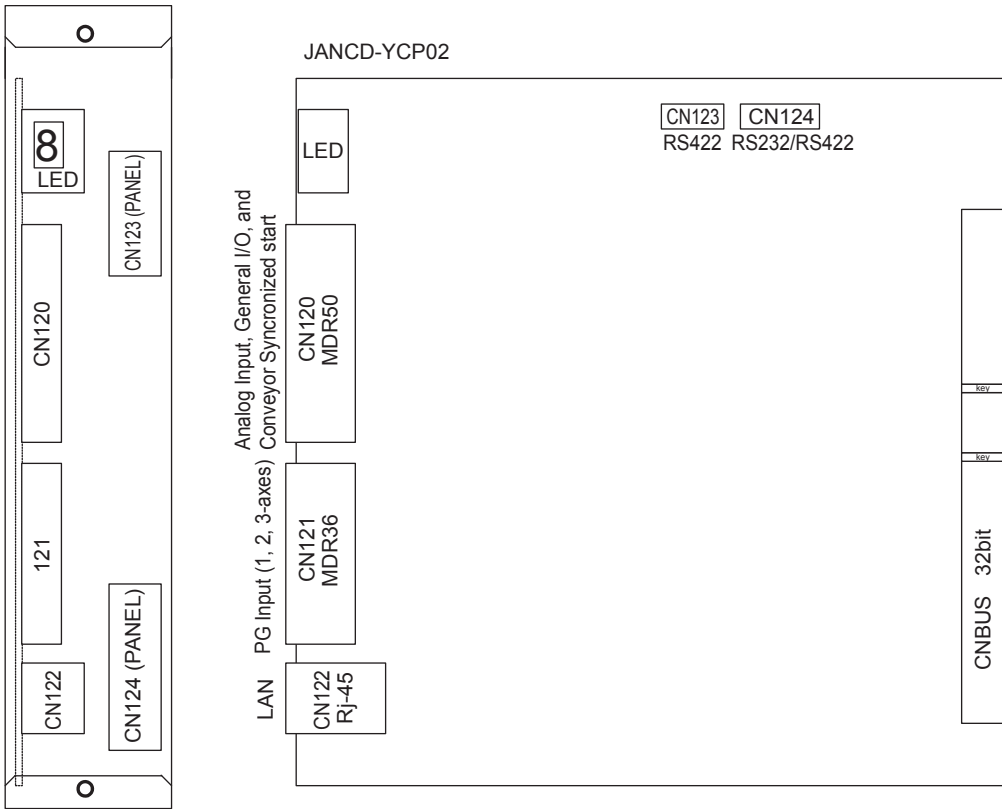 8
LED
CN123 (PANEL)
CN120
121
CN124 (PANEL)
CN122
JANCD-YCP02
CN123
CN124
RS422
RS232/RS422
LED
Analog Input, General I/O, and
Conveyor Syncronized start
CN120
MDR50
PG Input (1, 2, 3-axes)
CN121
MDR36
LAN
CN122
Rj-45
key
key
CNBUS 32bit